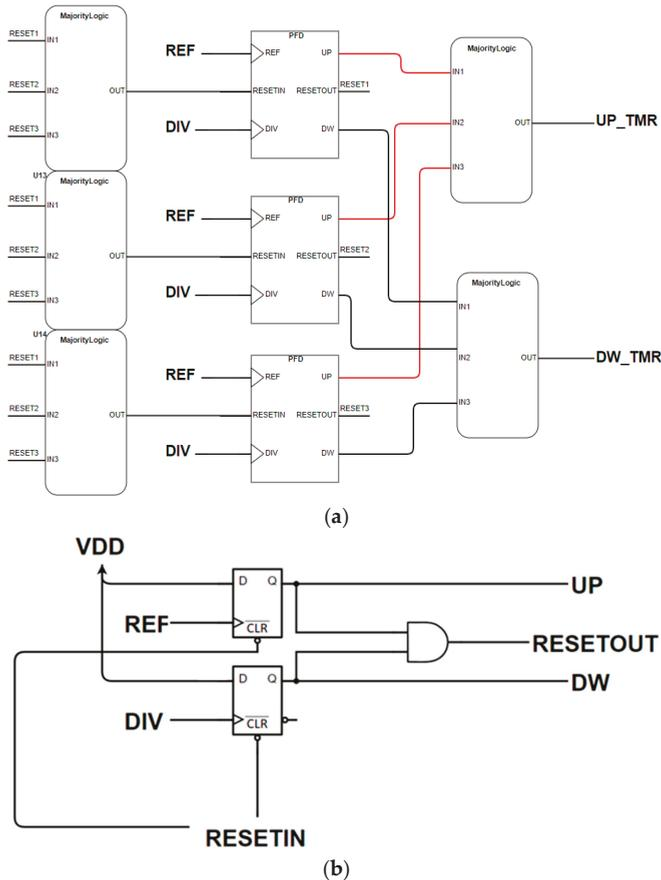 MajorityLogic
RESET1
IN1
RESET2
IN2
OUT
RESET3
IN3
U13
MajorityLogic
RESET1
IN1
RESET2
IN2
OUT
RESET3
IN3
U14
MajorityLogic
RESET1
IN1
RESET2
IN2
OUT
RESET3
IN3
PFD
REF
REF
UP
RESETIN
RESETOUT
RESET1
DIV
DIV
DW
REF
REF
UP
RESETIN
RESETOUT
RESET2
DIV
DIV
DW
PFD
REF
REF
UP
RESETIN
RESETOUT
RESET3
DIV
DIV
DW
MajorityLogic
IN1
IN2
OUT
UP_TMR
IN3
MajorityLogic
IN1
IN2
OUT
DW_TMR
IN3
(a)
VDD
D
Q
UP
REF
CLR
RESETOUT
D
Q
DW
DIV
CLR
RESETIN
(b)